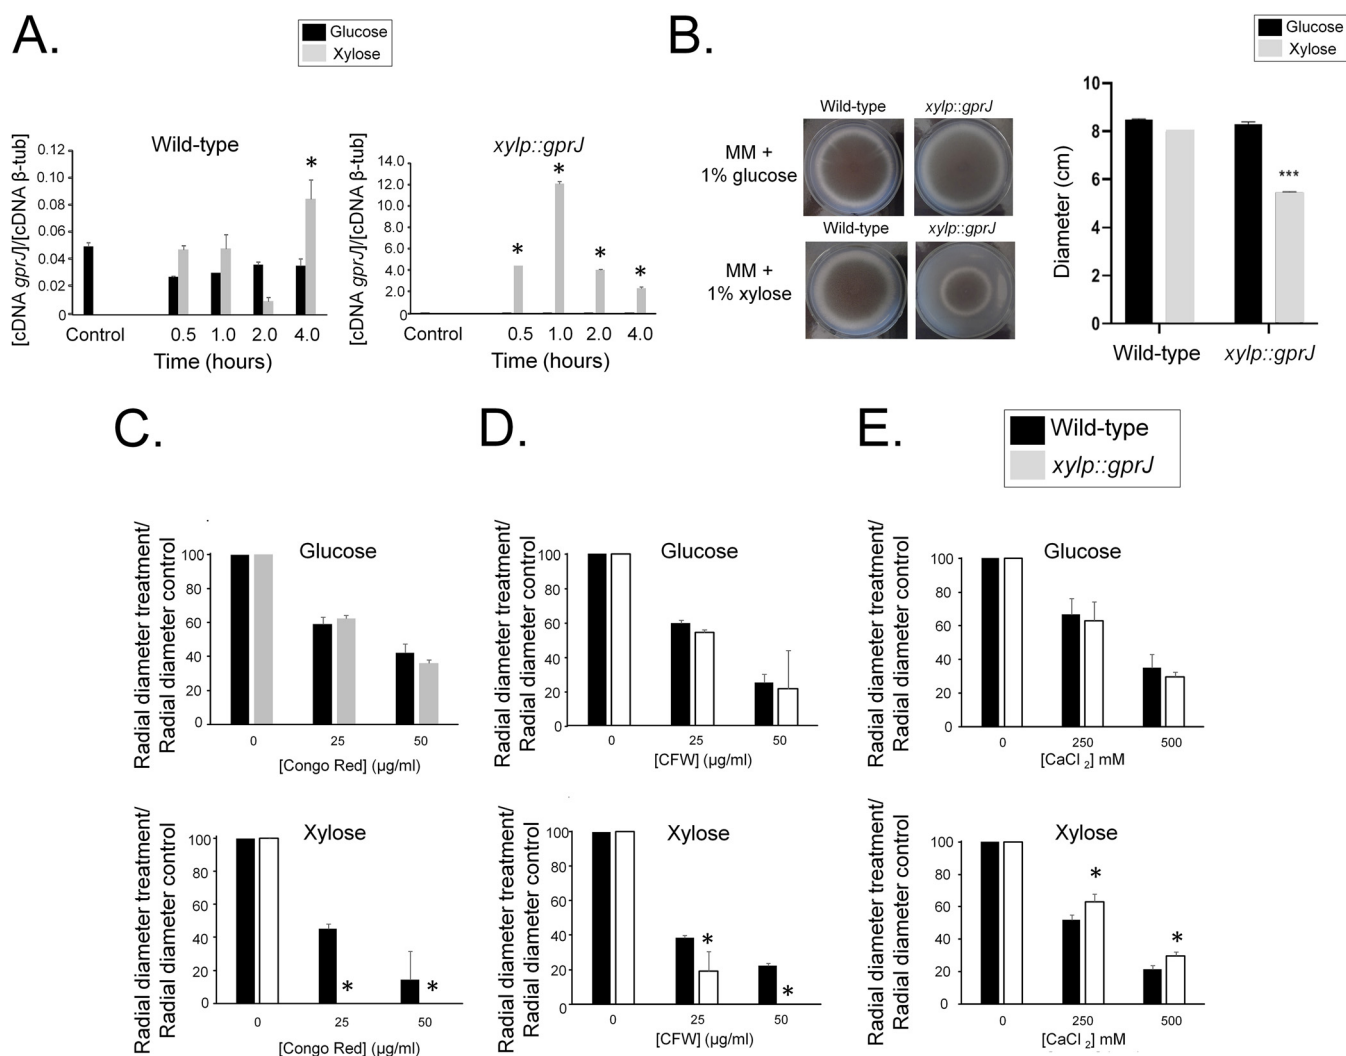 A.
Glucose
Xylose
Wild-type
[cDNA gprJ]/[cDNA β-tub]
0.12
0.10
0.08
0.06
0.04
0.02
0
*
Control
0.5
1.0
2.0
4.0
Time (hours)
xylp::gprJ
[cDNA gprJ]/[cDNA β-tub]
14.0
12.0
10.0
8.0
6.0
4.0
2.0
0
*
*
*
*
Control
0.5
1.0
2.0
4.0
Time (hours)
B.
Glucose
Xylose
Wild-type
xylp::gprJ
MM +
1% glucose
Wild-type
xylp::gprJ
MM +
1% xylose
Diameter (cm)
10
8
6
4
2
0
***
Wild-type
xylp::gprJ
C.
Radial diameter treatment/
Radial diameter control
Glucose
100
80
60
40
20
0
0
25
50
[Congo Red] (μg/ml)
Radial diameter treatment/
Radial diameter control
Xylose
100
80
60
40
20
0
*
*
0
25
50
[Congo Red] (μg/ml)
D.
Radial diameter treatment/
Radial diameter control
Glucose
100
80
60
40
20
0
0
25
50
[CFW] (μg/ml)
Radial diameter treatment/
Radial diameter control
Xylose
100
80
60
40
20
0
*
*
0
25
50
[CFW] (μg/ml)
E.
Wild-type
xylp::gprJ
Radial diameter treatment/
Radial diameter control
Glucose
100
80
60
40
20
0
0
250
500
[CaCl 2] mM
Radial diameter treatment/
Radial diameter control
Xylose
100
80
60
40
20
0
*
*
0
250
500
[CaCl 2] mM